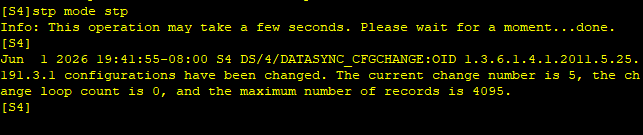 [S4]stp mode stp
Info: This operation may take a few seconds. Please wait for a moment...done.
[S4]
Jun  1 2026 19:41:55-08:00 S4 DS/4/DATASYNC_CFGCHANGE:OID 1.3.6.1.4.1.2011.5.25.
191.3.1 configurations have been changed. The current change number is 5, the ch
ange loop count is 0, and the maximum number of records is 4095.
[S4]